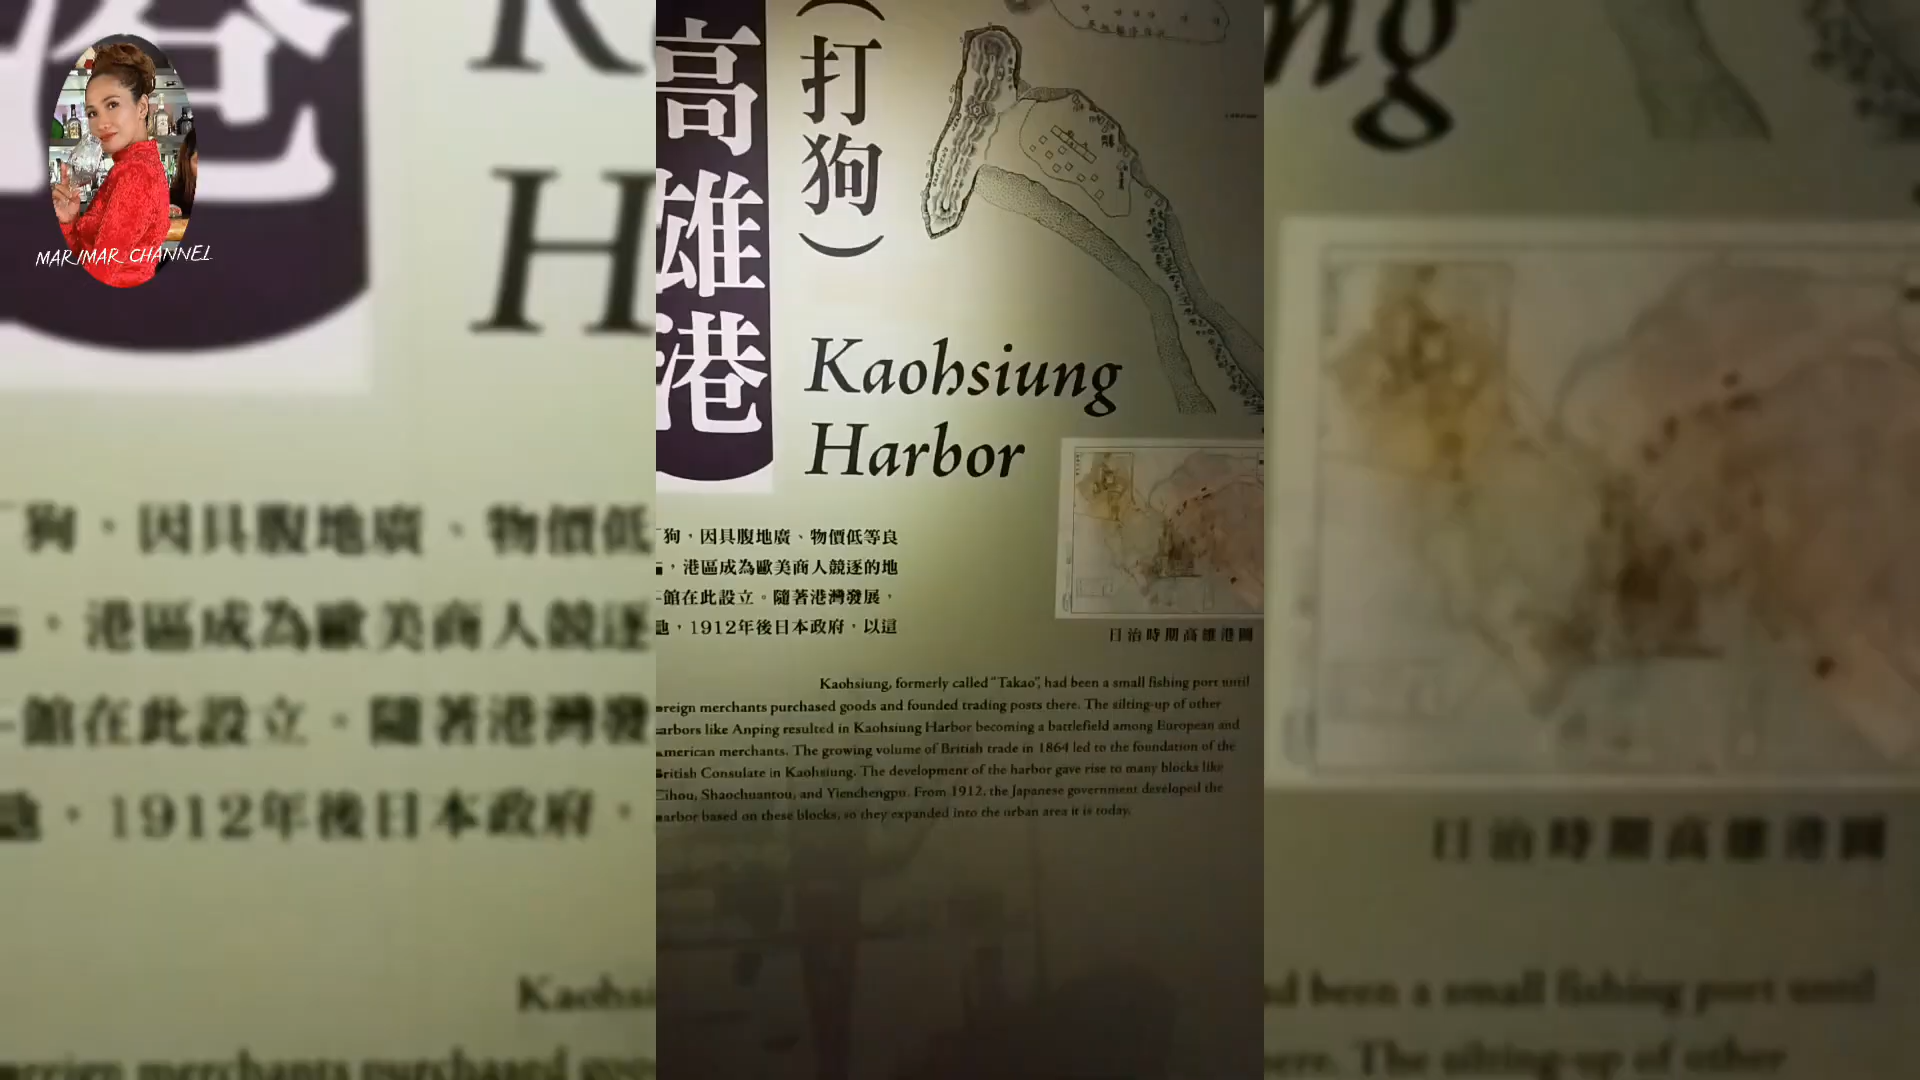 MARIMAR CHANNEL
高雄港
(打狗)
Kaohsiung
Harbor
狗，因具腹地廣、物價低等良
，港區成為歐美商人競逐的地
館在此設立。隨著港灣發展，
，1912年後日本政府，以這
日治時期高雄港圖
Kaohsiung, formerly called “Takao”, had been a small fishing port until
oreign merchants purchased goods and founded trading posts there. The silting-up of other
arbors like Anping resulted in Kaohsiung Harbor becoming a battlefield among European and
merican merchants. The growing volume of British trade in 1864 led to the foundation of the
British Consulate in Kaohsiung. The development of the harbor gave rise to many blocks like
Cihou, Shaochuantou, and Yienchengpu. From 1912, the Japanese government developed the
arbor based on these blocks, so they expanded into the urban area it is today.